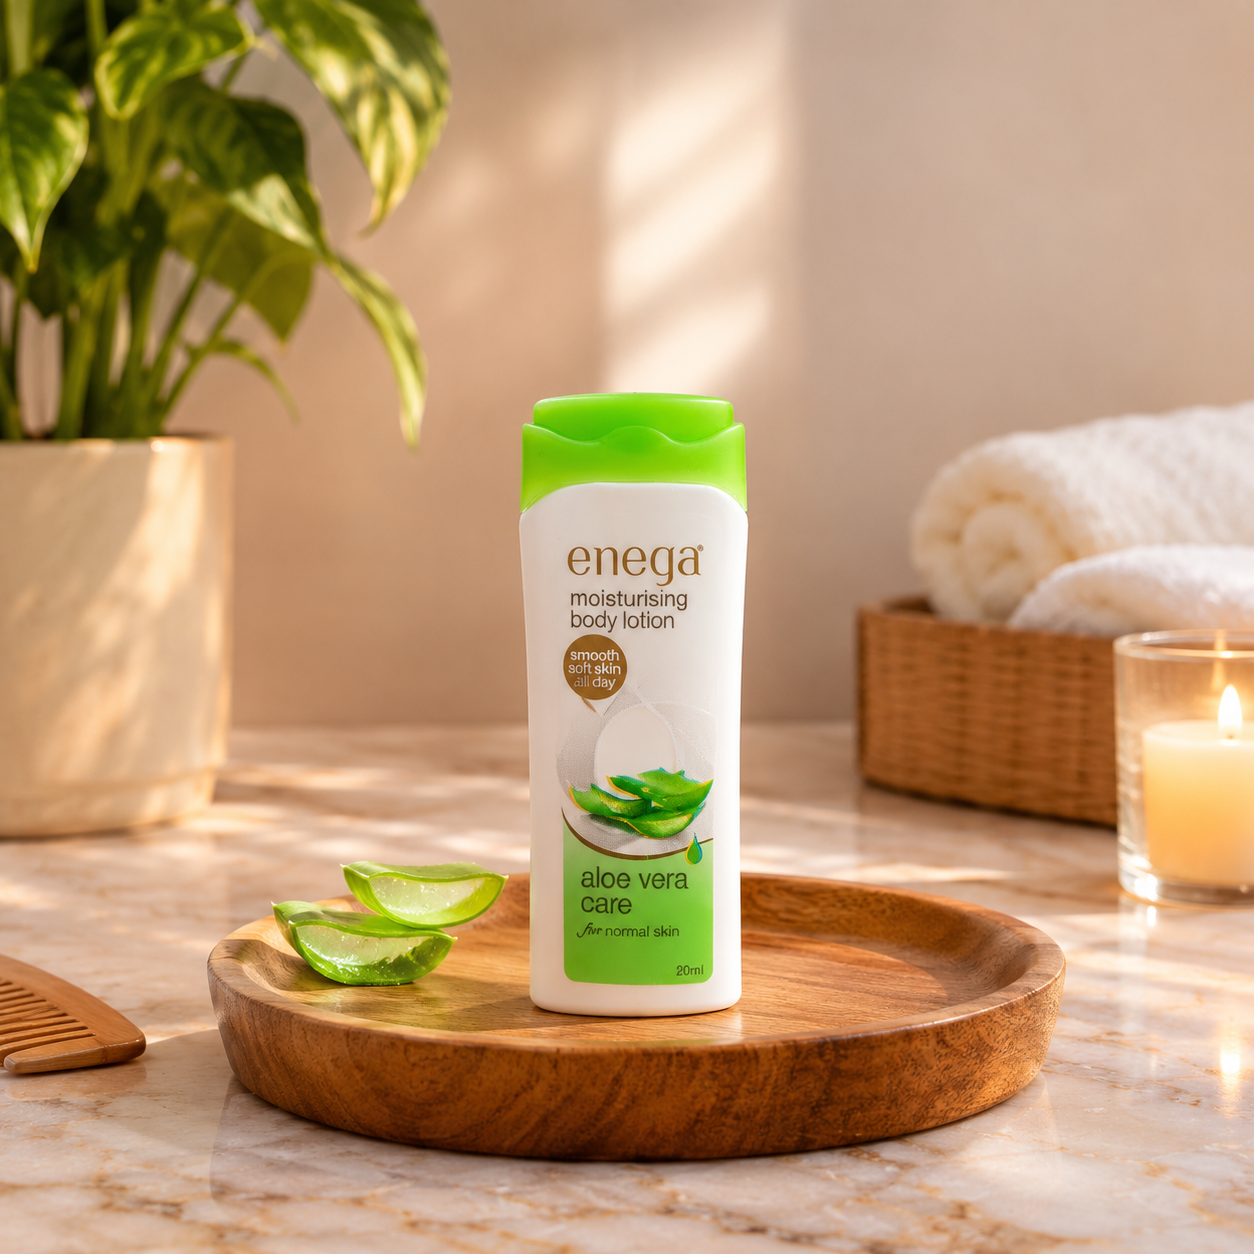 enega®
moisturising
body lotion
smooth
soft skin
all day
aloe vera
care
for normal skin
20ml